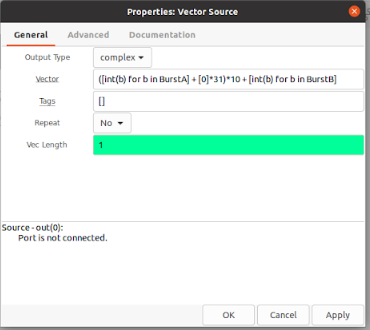 Properties: Vector Source
General Advanced Documentation
Output Type complex
Vector ([int(b) for b in BurstA] + [0]*31)*10 + [int(b) for b in BurstB]
Tags []
Repeat No
Vec Length 1
Source - out(0):
Port is not connected.
OK Cancel Apply